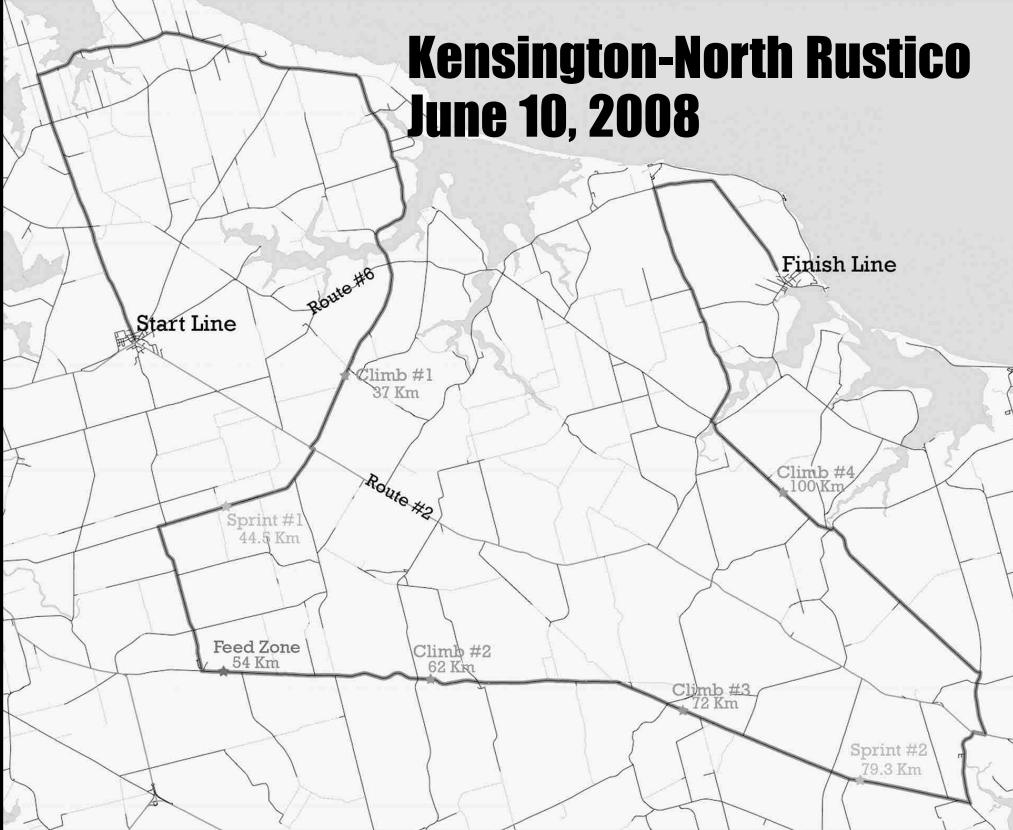 Kensington-North Rustico
June 10, 2008
Finish Line
Route #6
Start Line
Climb #1
37 Km
Climb #4
100 Km
Route #2
Sprint #1
44.5 Km
Feed Zone
54 Km
Climb #2
62 Km
Climb #3
72 Km
Sprint #2
79.3 Km